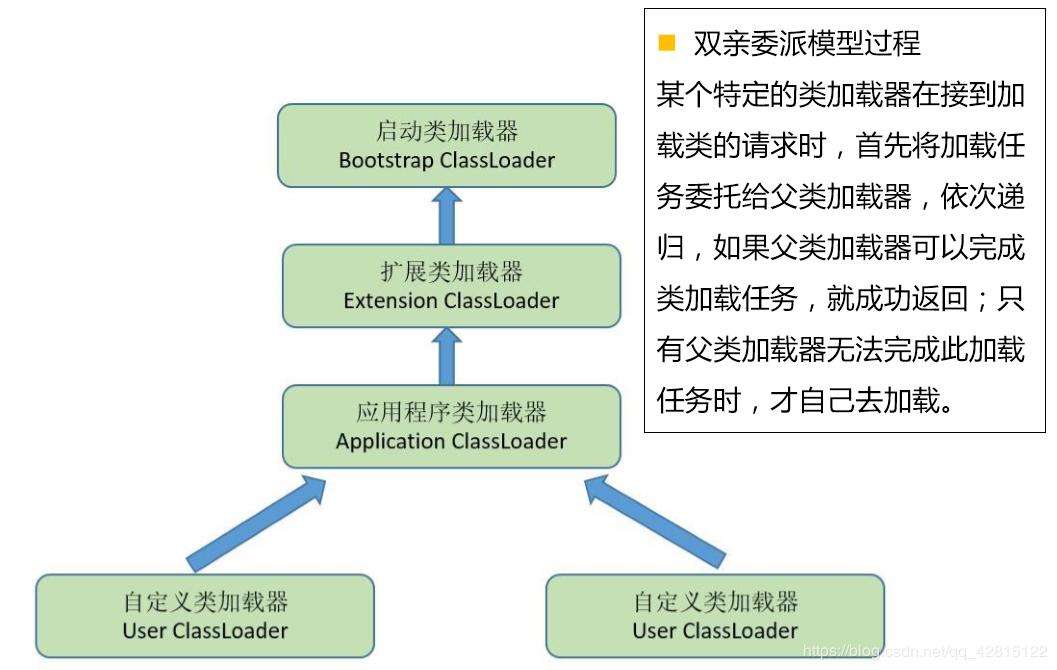 双亲委派模型过程
某个特定的类加载器在接到加
载类的请求时，首先将加载任
务委托给父类加载器，依次递
归，如果父类加载器可以完成
类加载任务，就成功返回；只
有父类加载器无法完成此加载
任务时，才自己去加载。
启动类加载器
Bootstrap ClassLoader
扩展类加载器
Extension ClassLoader
应用程序类加载器
Application ClassLoader
自定义类加载器
User ClassLoader
自定义类加载器
User ClassLoader
https://blog.csdn.net/qq_42815122